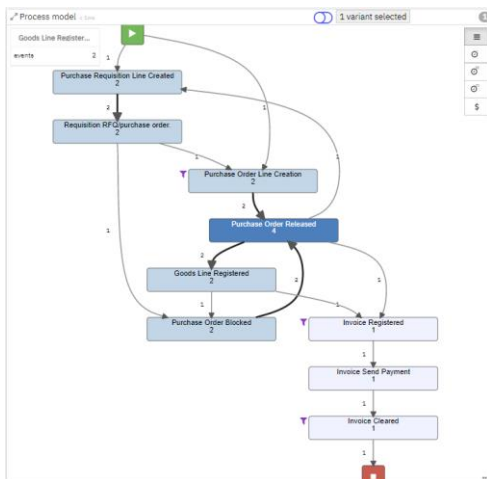 Process model
1 variant selected
Goods Line Register...
events 2
1
Purchase Requisition Line Created
2
2
1
1
Requisition RFQ/purchase order.
2
1
Purchase Order Line Creation
2
1
2
Purchase Order Released
4
2
1
Goods Line Registered
2
2
1
1
Purchase Order Blocked
2
Invoice Registered
1
1
Invoice Send Payment
1
1
Invoice Cleared
1
1
$